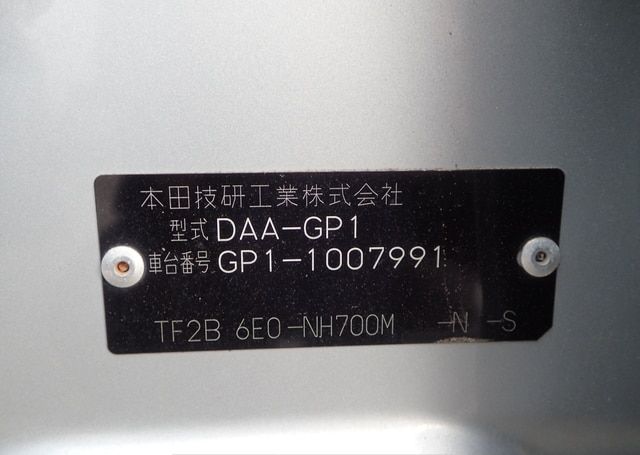 本田技研工業株式会社
型式 DAA-GP1
車台番号 GP1-1007991
TF2B 6E0-NH700M -N -S